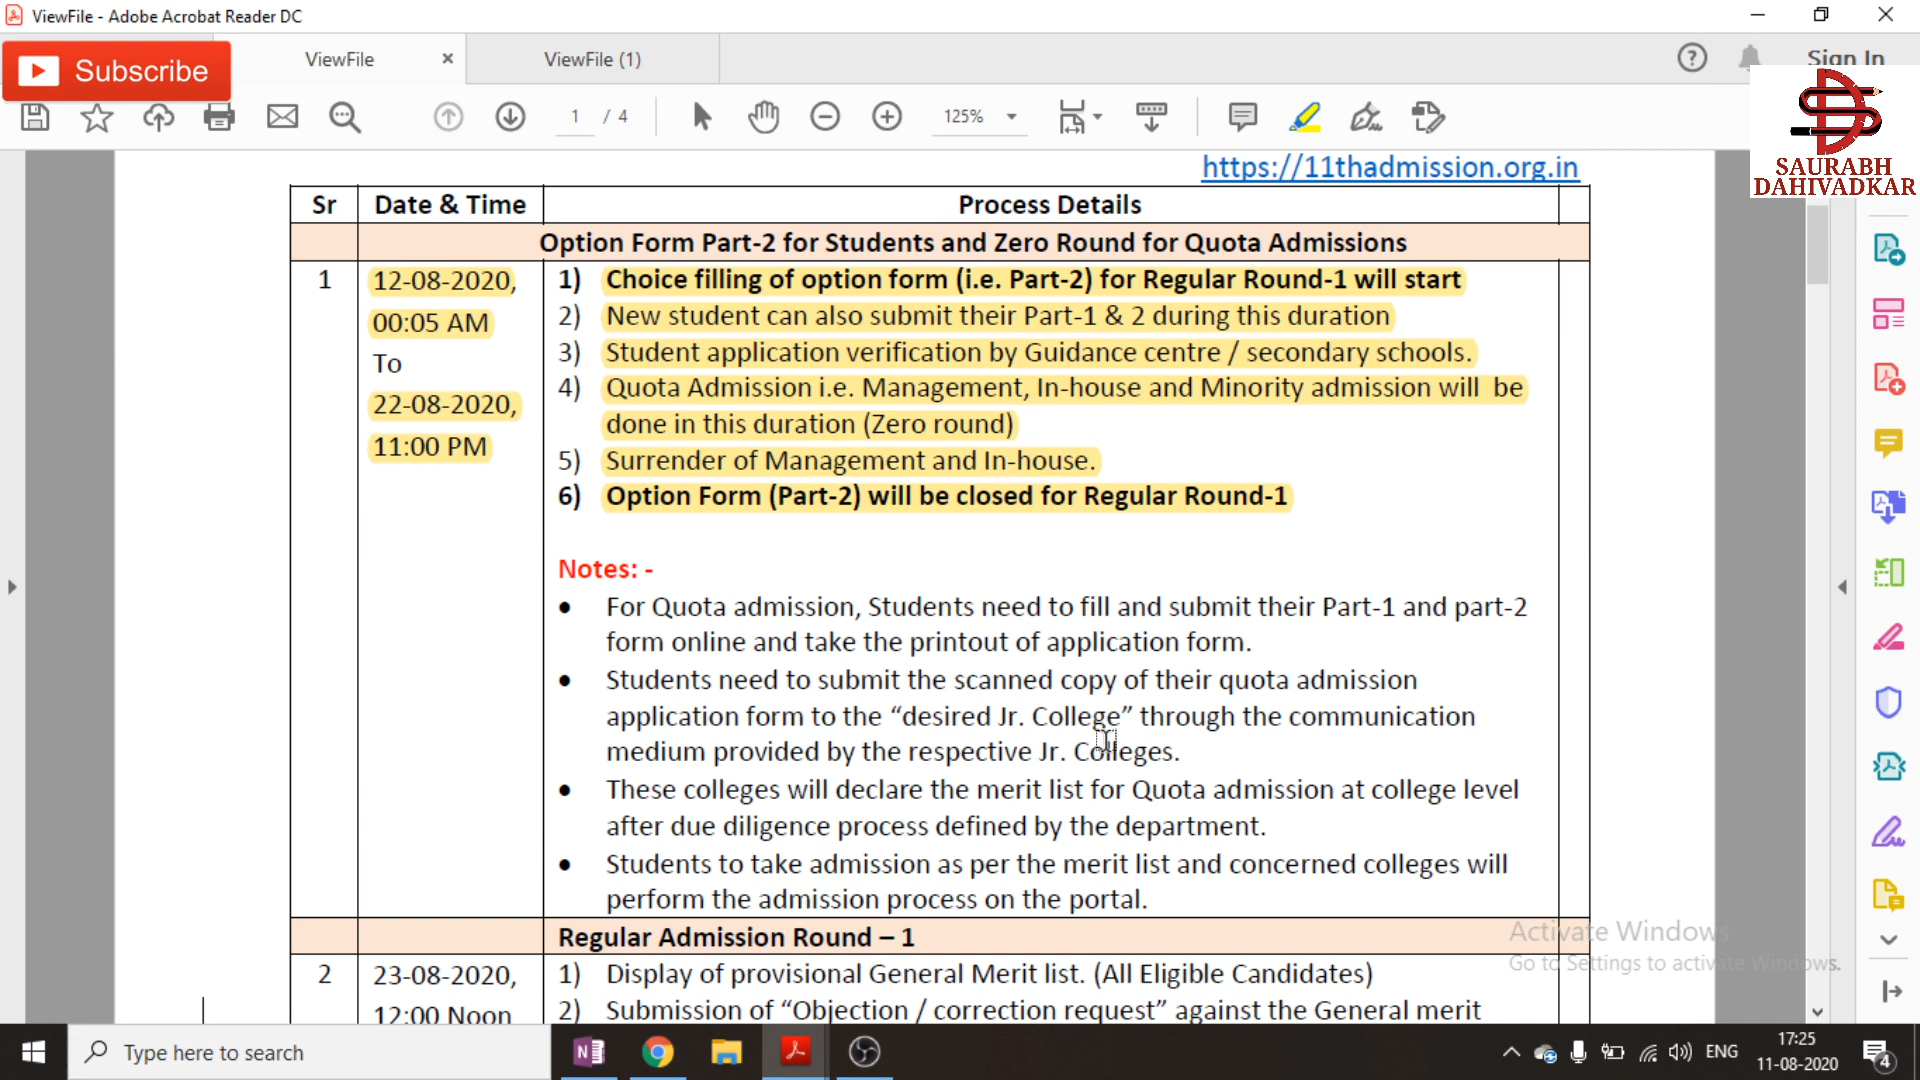 ViewFile - Adobe Acrobat Reader DC
Subscribe
ViewFile
ViewFile (1)
Sign In
1 / 4
125%
SAURABH
DAHIVADKAR
https://11thadmission.org.in
Sr Date & Time Process Details
Option Form Part-2 for Students and Zero Round for Quota Admissions
1
12-08-2020,
00:05 AM
To
22-08-2020,
11:00 PM
1) Choice filling of option form (i.e. Part-2) for Regular Round-1 will start
2) New student can also submit their Part-1 & 2 during this duration
3) Student application verification by Guidance centre / secondary schools.
4) Quota Admission i.e. Management, In-house and Minority admission will be
done in this duration (Zero round)
5) Surrender of Management and In-house.
6) Option Form (Part-2) will be closed for Regular Round-1
Notes: -
• For Quota admission, Students need to fill and submit their Part-1 and part-2
form online and take the printout of application form.
• Students need to submit the scanned copy of their quota admission
application form to the “desired Jr. College” through the communication
medium provided by the respective Jr. Colleges.
• These colleges will declare the merit list for Quota admission at college level
after due diligence process defined by the department.
• Students to take admission as per the merit list and concerned colleges will
perform the admission process on the portal.
Regular Admission Round – 1
2
23-08-2020,
12:00 Noon
1) Display of provisional General Merit list. (All Eligible Candidates)
2) Submission of “Objection / correction request” against the General merit
Activate Windows
Go to Settings to activate Windows.
Type here to search
ENG
17:25
11-08-2020
4